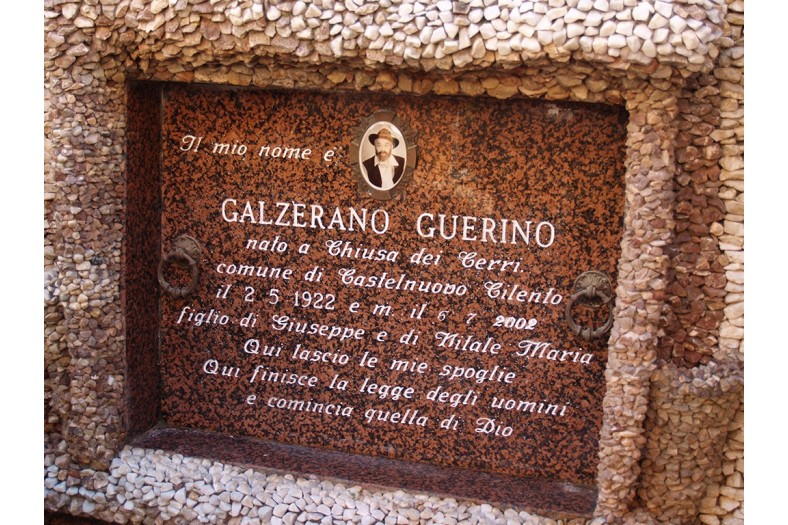 Il mio nome e'
GALZERANO GUERINO
nato a Chiusa dei Cerri.
comune di Castelnuovo Cilento
il 2 5 1922 e m. il 6 7 2002
figlio di Giuseppe e di Vitale Maria
Qui lascio le mie spoglie
Qui finisce la legge degli uomini
e comincia quella di Dio